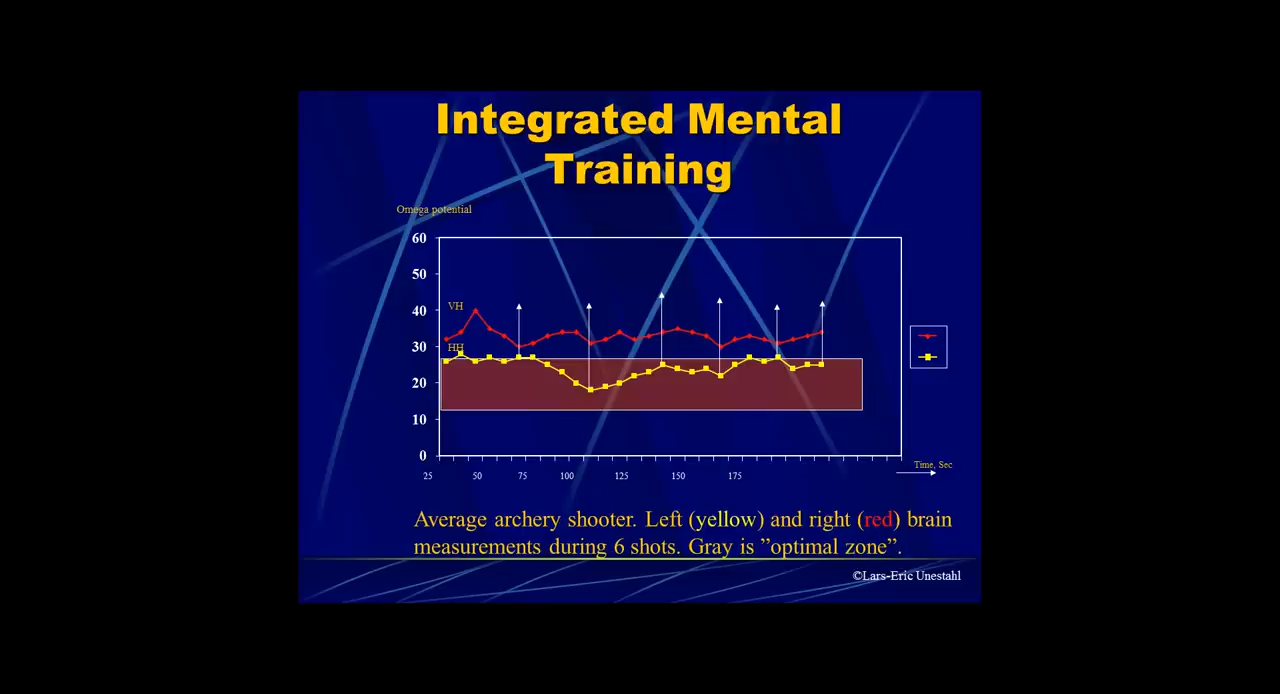 Integrated Mental
Training
Omega potential
60
50
40
30
20
10
0
VH
HH
25 50 75 100 125 150 175
Time, Sec
Average archery shooter. Left (yellow) and right (red) brain
measurements during 6 shots. Gray is ”optimal zone”.
©Lars-Eric Unestahl